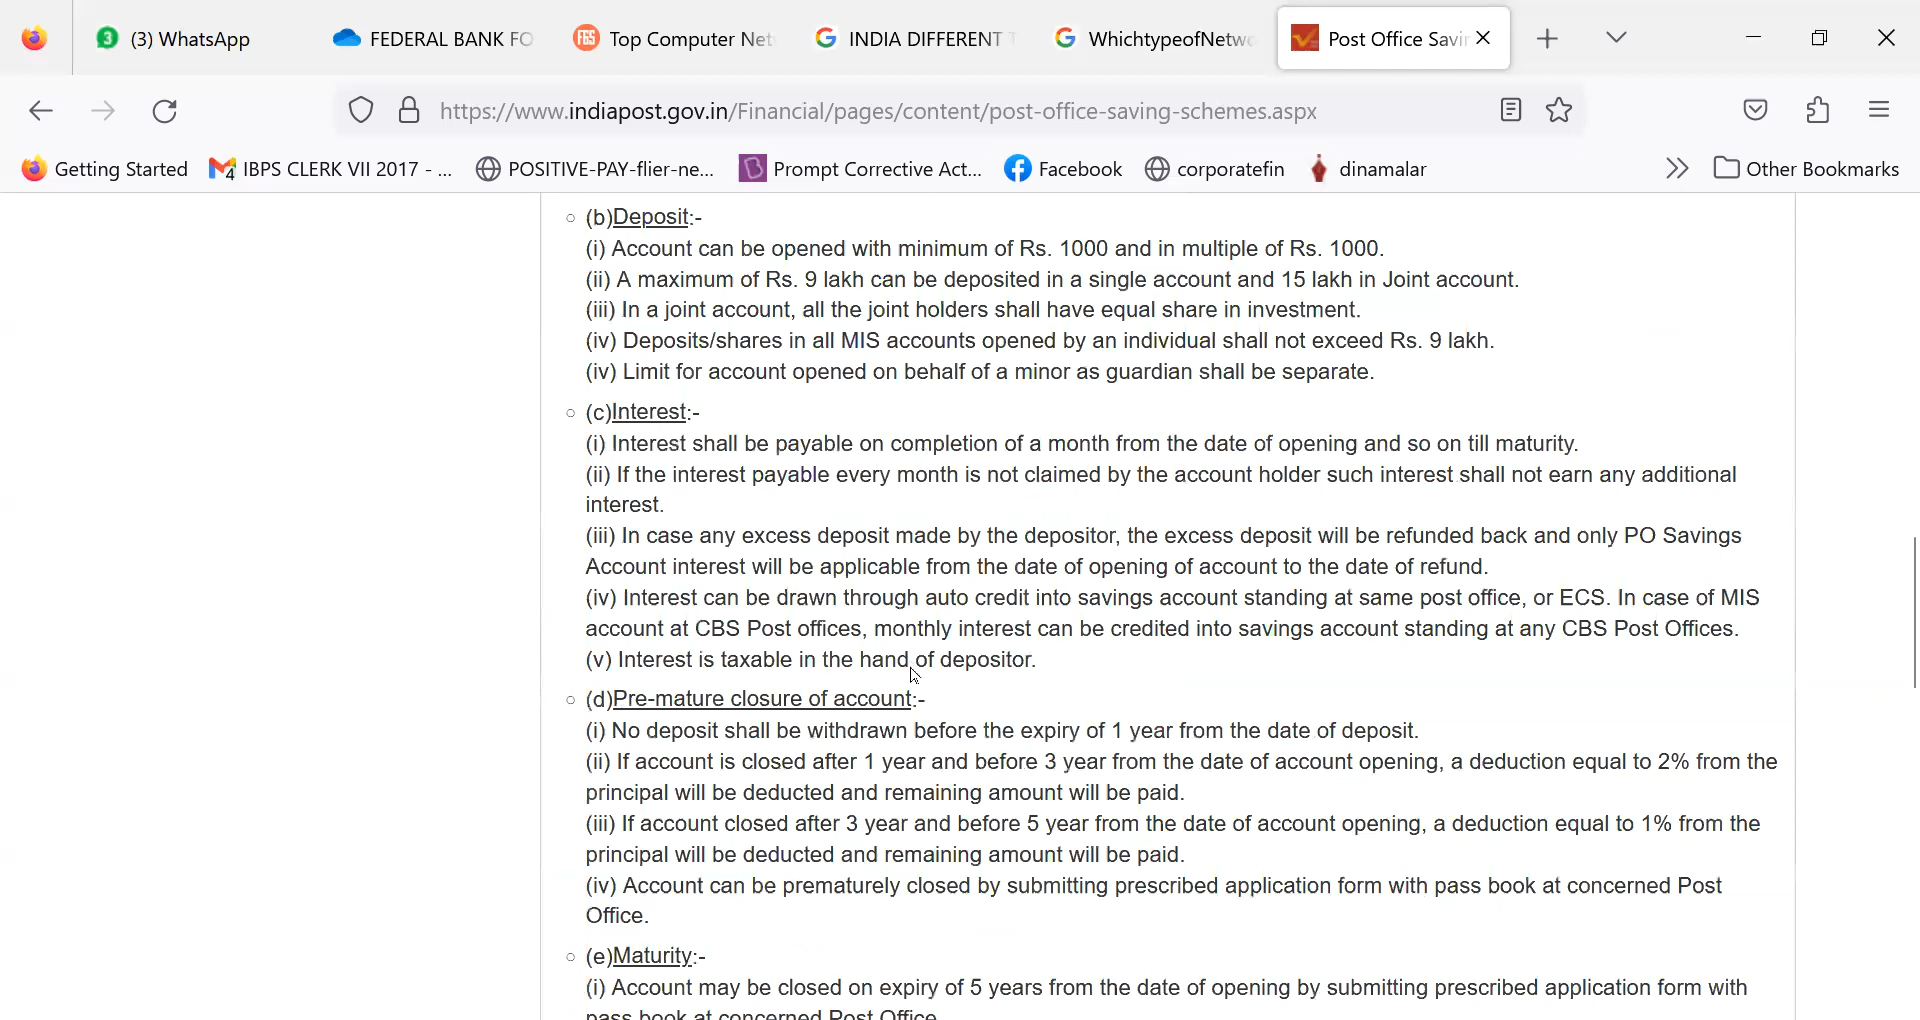 3 (3) WhatsApp FEDERAL BANK FO FGS Top Computer Net INDIA DIFFERENT WhichtypeofNetwo Post Office Savin
https://www.indiapost.gov.in/Financial/pages/content/post-office-saving-schemes.aspx
Getting Started 4 IBPS CLERK VII 2017 - ... POSITIVE-PAY-flier-ne... Prompt Corrective Act... Facebook corporatefin dinamalar Other Bookmarks
(b)Deposit:-
(i) Account can be opened with minimum of Rs. 1000 and in multiple of Rs. 1000.
(ii) A maximum of Rs. 9 lakh can be deposited in a single account and 15 lakh in Joint account.
(iii) In a joint account, all the joint holders shall have equal share in investment.
(iv) Deposits/shares in all MIS accounts opened by an individual shall not exceed Rs. 9 lakh.
(iv) Limit for account opened on behalf of a minor as guardian shall be separate.
(c)Interest:-
(i) Interest shall be payable on completion of a month from the date of opening and so on till maturity.
(ii) If the interest payable every month is not claimed by the account holder such interest shall not earn any additional
interest.
(iii) In case any excess deposit made by the depositor, the excess deposit will be refunded back and only PO Savings
Account interest will be applicable from the date of opening of account to the date of refund.
(iv) Interest can be drawn through auto credit into savings account standing at same post office, or ECS. In case of MIS
account at CBS Post offices, monthly interest can be credited into savings account standing at any CBS Post Offices.
(v) Interest is taxable in the hand of depositor.
(d)Pre-mature closure of account:-
(i) No deposit shall be withdrawn before the expiry of 1 year from the date of deposit.
(ii) If account is closed after 1 year and before 3 year from the date of account opening, a deduction equal to 2% from the
principal will be deducted and remaining amount will be paid.
(iii) If account closed after 3 year and before 5 year from the date of account opening, a deduction equal to 1% from the
principal will be deducted and remaining amount will be paid.
(iv) Account can be prematurely closed by submitting prescribed application form with pass book at concerned Post
Office.
(e)Maturity:-
(i) Account may be closed on expiry of 5 years from the date of opening by submitting prescribed application form with
pass book at concerned Post Office